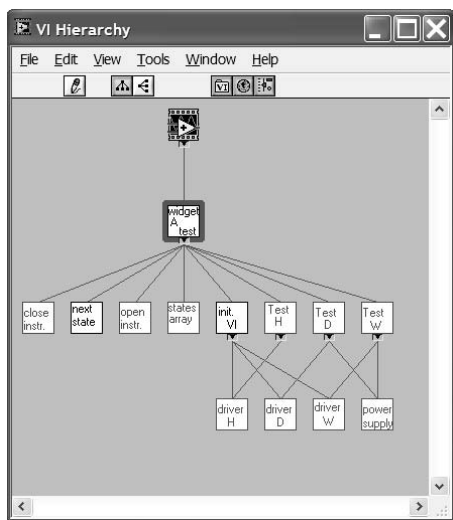 VI Hierarchy
File Edit View Tools Window Help
VI
widget
A
test
close
instr.
next
state
open
instr.
states
array
init.
VI
Test
H
Test
D
Test
W
driver
H
driver
D
driver
W
power
supply